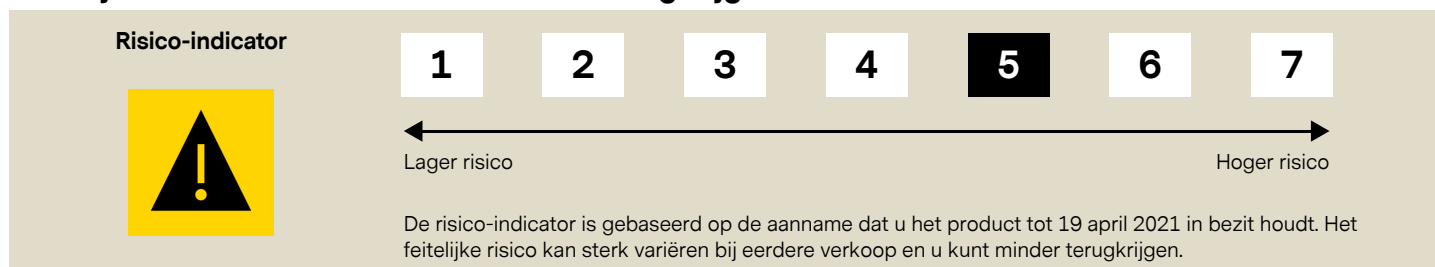 Risico-indicator
1 2 3 4 5 6 7
Lager risico Hoger risico
De risico-indicator is gebaseerd op de aanname dat u het product tot 19 april 2021 in bezit houdt. Het
feitelijke risico kan sterk variëren bij eerdere verkoop en u kunt minder terugkrijgen.